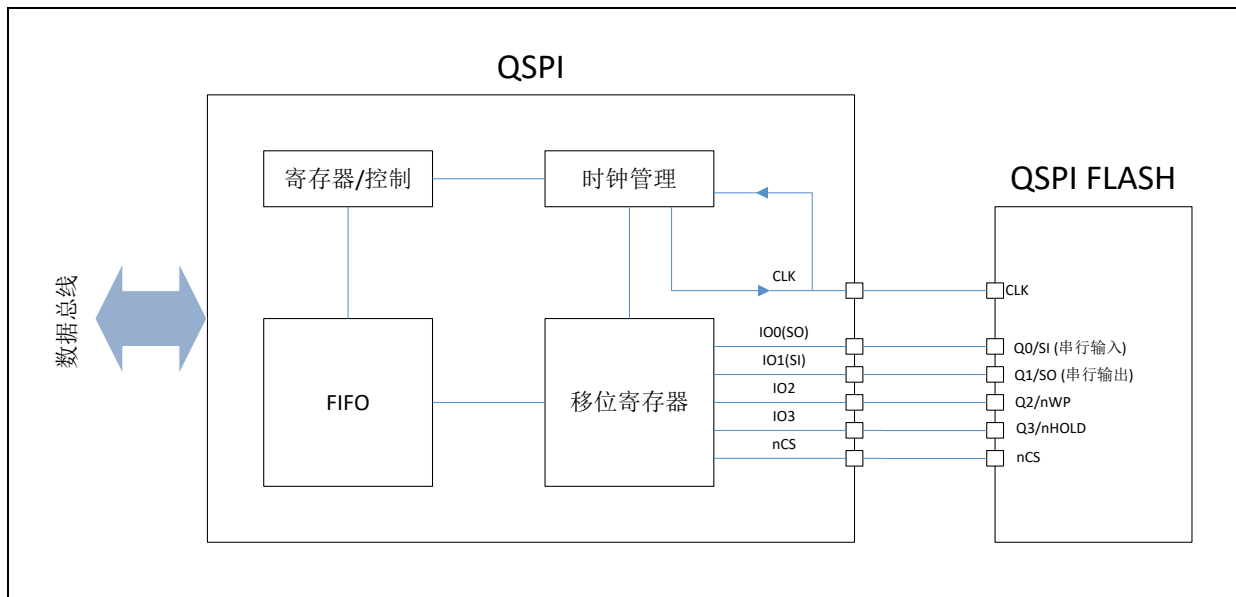 QSPI
寄存器/控制
时钟管理
QSPI FLASH
数据总线
CLK
CLK
FIFO
移位寄存器
IO0(SO)
Q0/SI (串行输入)
IO1(SI)
Q1/SO (串行输出)
IO2
Q2/nWP
IO3
Q3/nHOLD
nCS
nCS